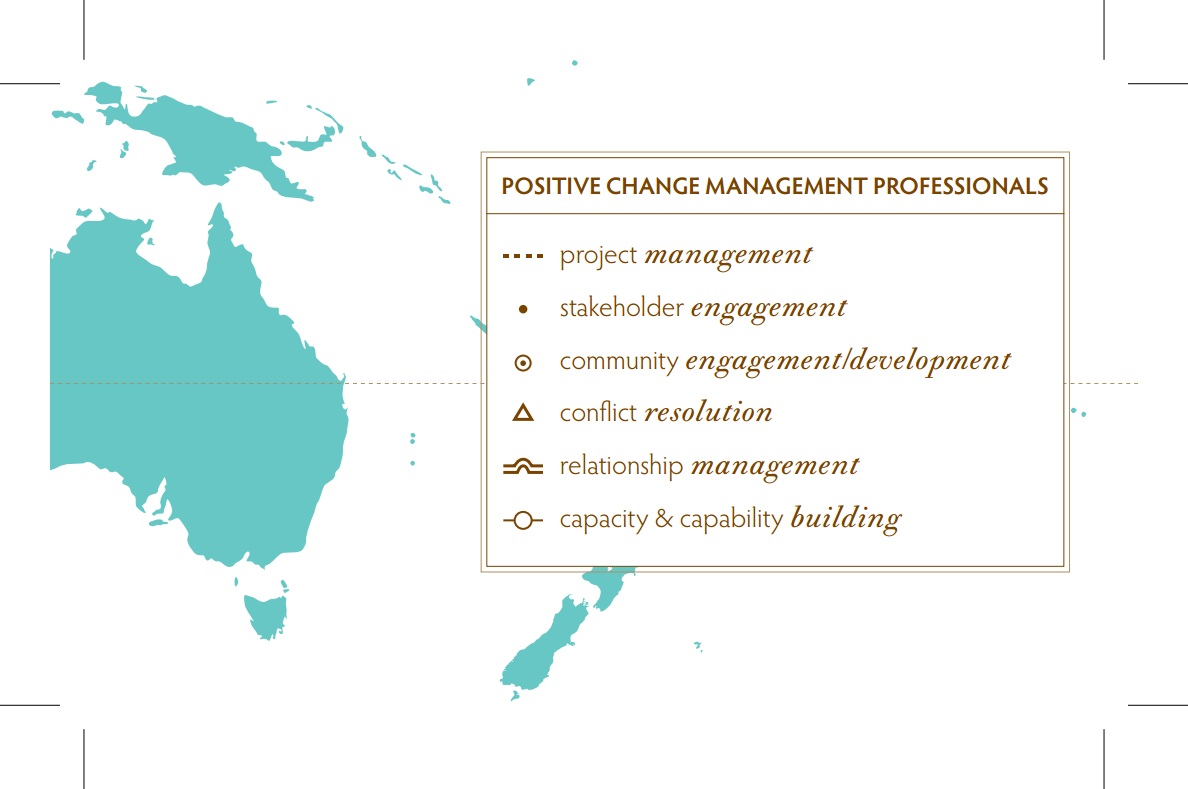 POSITIVE CHANGE MANAGEMENT PROFESSIONALS
project management
stakeholder engagement
community engagement/development
conflict resolution
relationship management
capacity & capability building